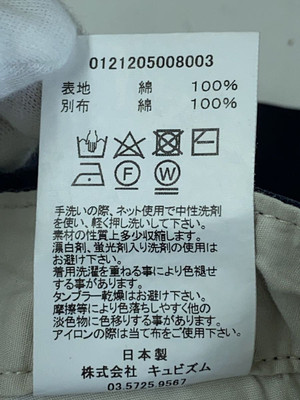 0121205008003
表地 綿 100%
別布 綿 100%
F W
手洗いの際、ネット使用で中性洗剤
を使い、軽く押し洗いして下さい。
素材の性質上多少収縮します。
漂白剤、蛍光剤入り洗剤の使用は
お避け下さい。
着用洗濯を重ねる事により色褪せ
する事があります。
タンブラー乾燥はお避け下さい。
摩擦等により色落ちしやすく他の
淡色物に色移りする事があります。
アイロンの際は当て布をご使用下さい。
日本製
株式会社 キュビズム
03.5725.9567